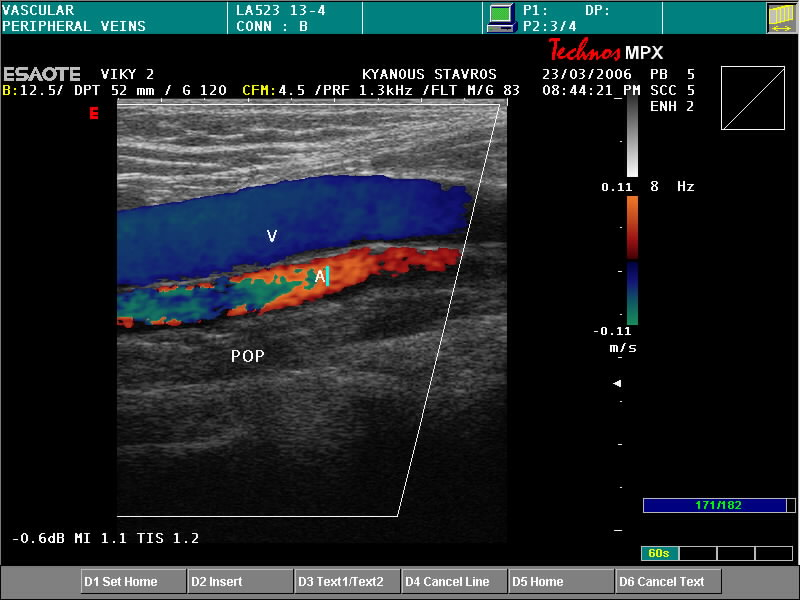 VASCULAR
PERIPHERAL VEINS
LA523 13-4
CONN : B
P1: DP:
P2:3/4
Technos MPX
ESAOTE VIKY 2 KYANOUS STAVROS 23/03/2006 PB 5
B:12.5/ DPT 52 mm / G 120 CFM:4.5 /PRF 1.3kHz /FLT M/G 83 08:44:21 PM SCC 5
ENH 2
E
0.11 8 Hz
V
A
-0.11
m/s
POP
171/182
-0.6dB MI 1.1 TIS 1.2
60s
D1 Set Home D2 Insert D3 Text1/Text2 D4 Cancel Line D5 Home D6 Cancel Text